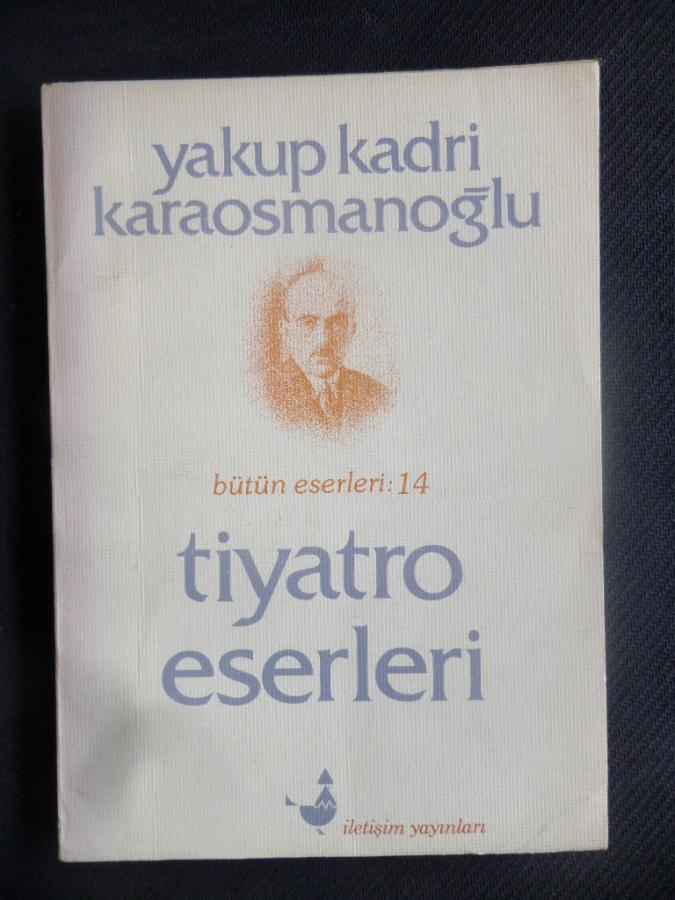 yakup kadri
karaosmanoğlu
bütün eserleri: 14
tiyatro
eserleri
iletişim yayınları